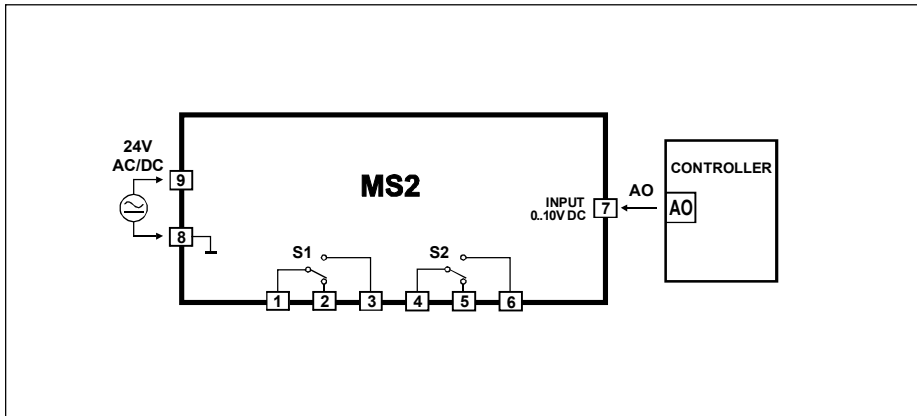 24V
AC/DC
9
8
MS2
S1
S2
1 2 3 4 5 6
INPUT
0..10V DC
7
AO
CONTROLLER
AO